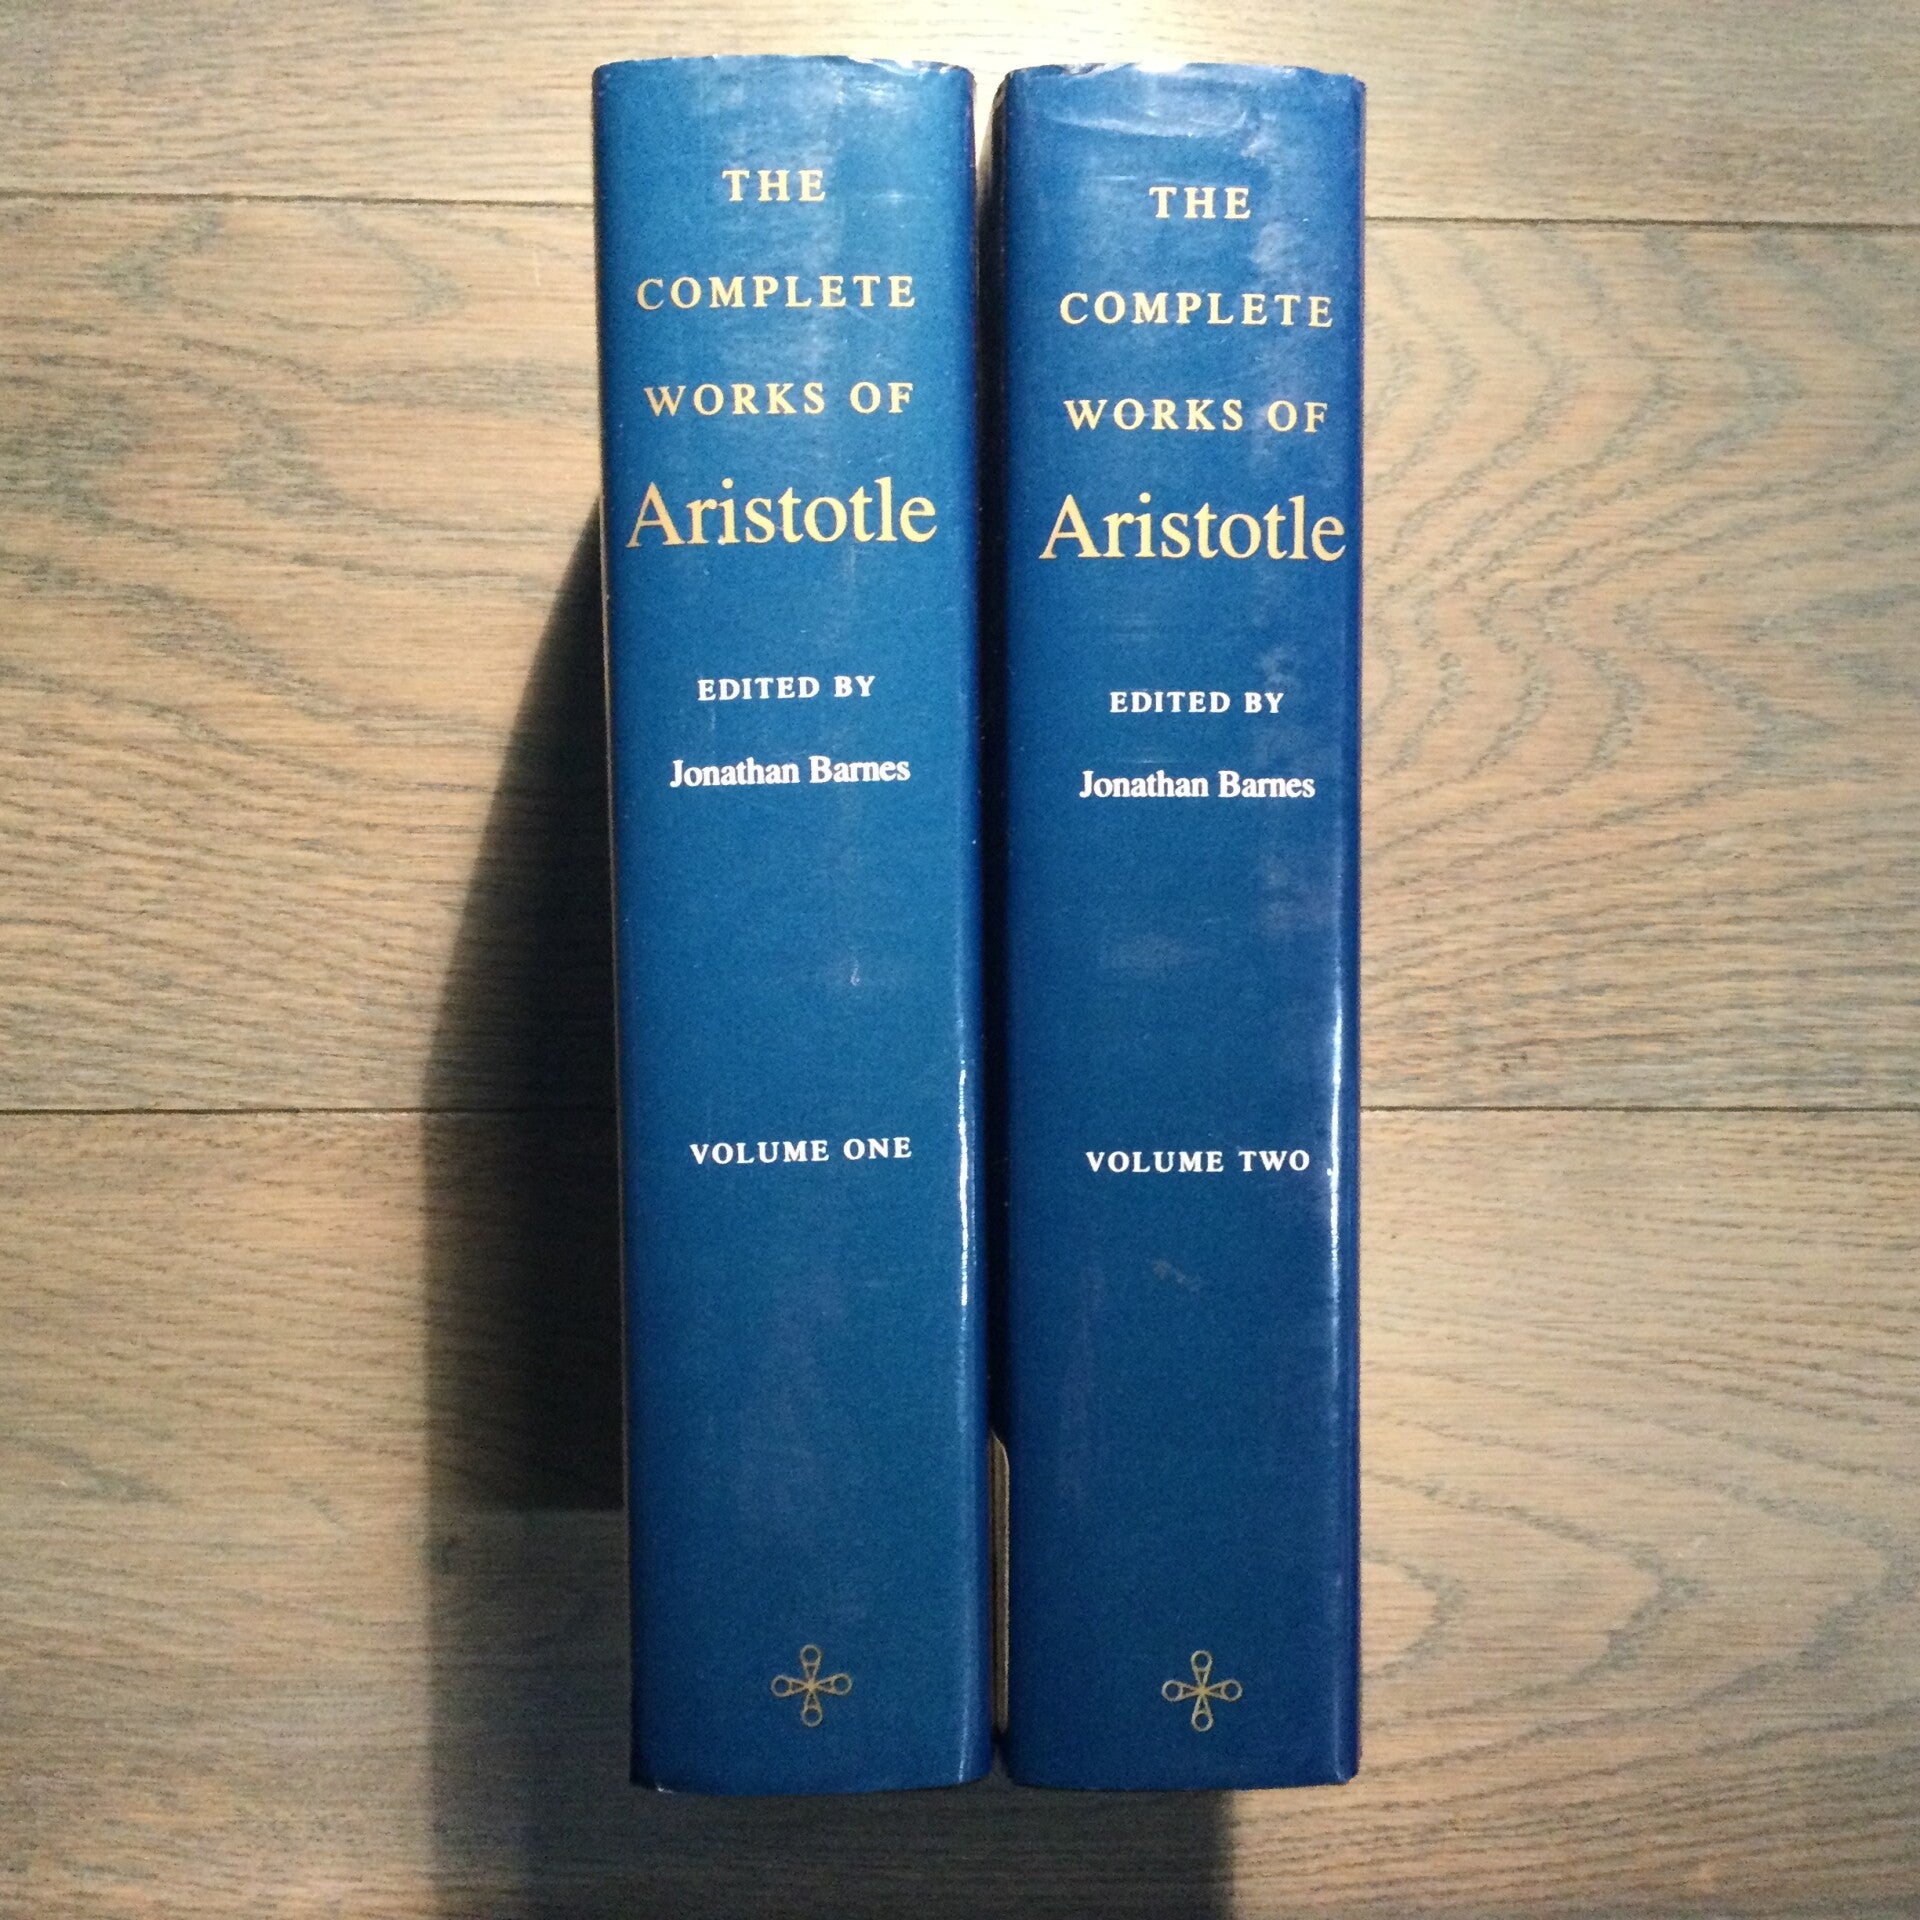 THE
COMPLETE
WORKS OF
Aristotle
EDITED BY
Jonathan Barnes
VOLUME ONE
THE
COMPLETE
WORKS OF
Aristotle
EDITED BY
Jonathan Barnes
VOLUME TWO